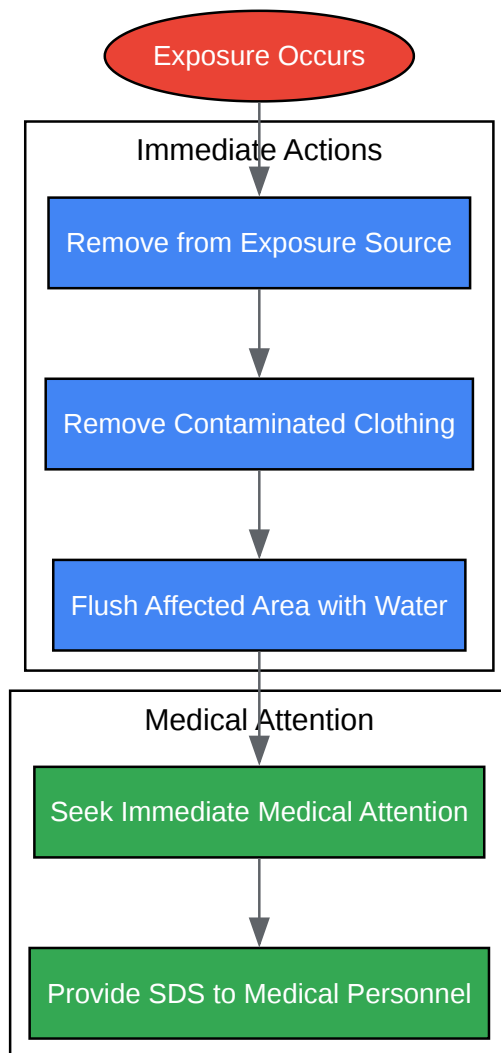 Exposure Occurs
Immediate Actions
Remove from Exposure Source
Remove Contaminated Clothing
Flush Affected Area with Water
Medical Attention
Seek Immediate Medical Attention
Provide SDS to Medical Personnel